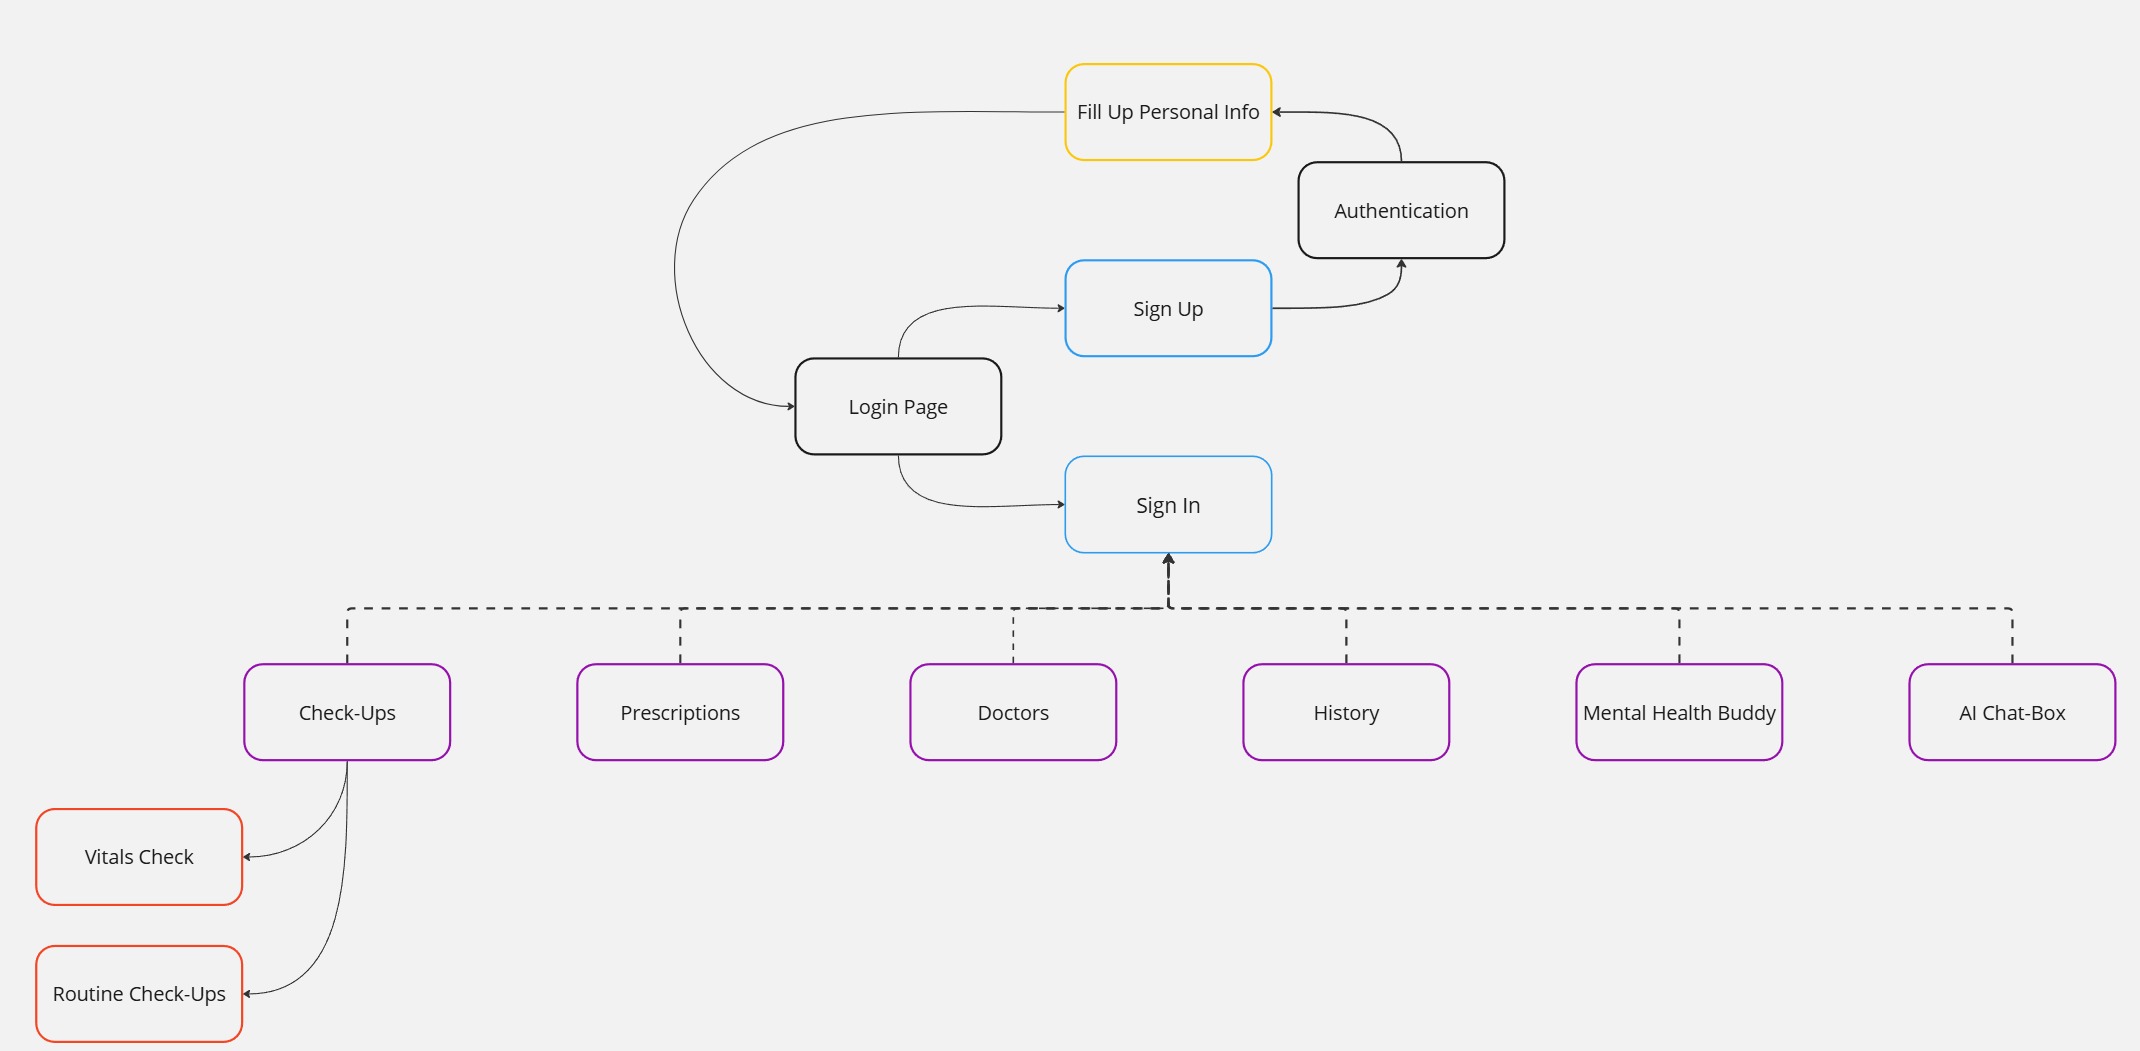 Fill Up Personal Info
Authentication
Sign Up
Login Page
Sign In
Check-Ups
Prescriptions
Doctors
History
Mental Health Buddy
AI Chat-Box
Vitals Check
Routine Check-Ups